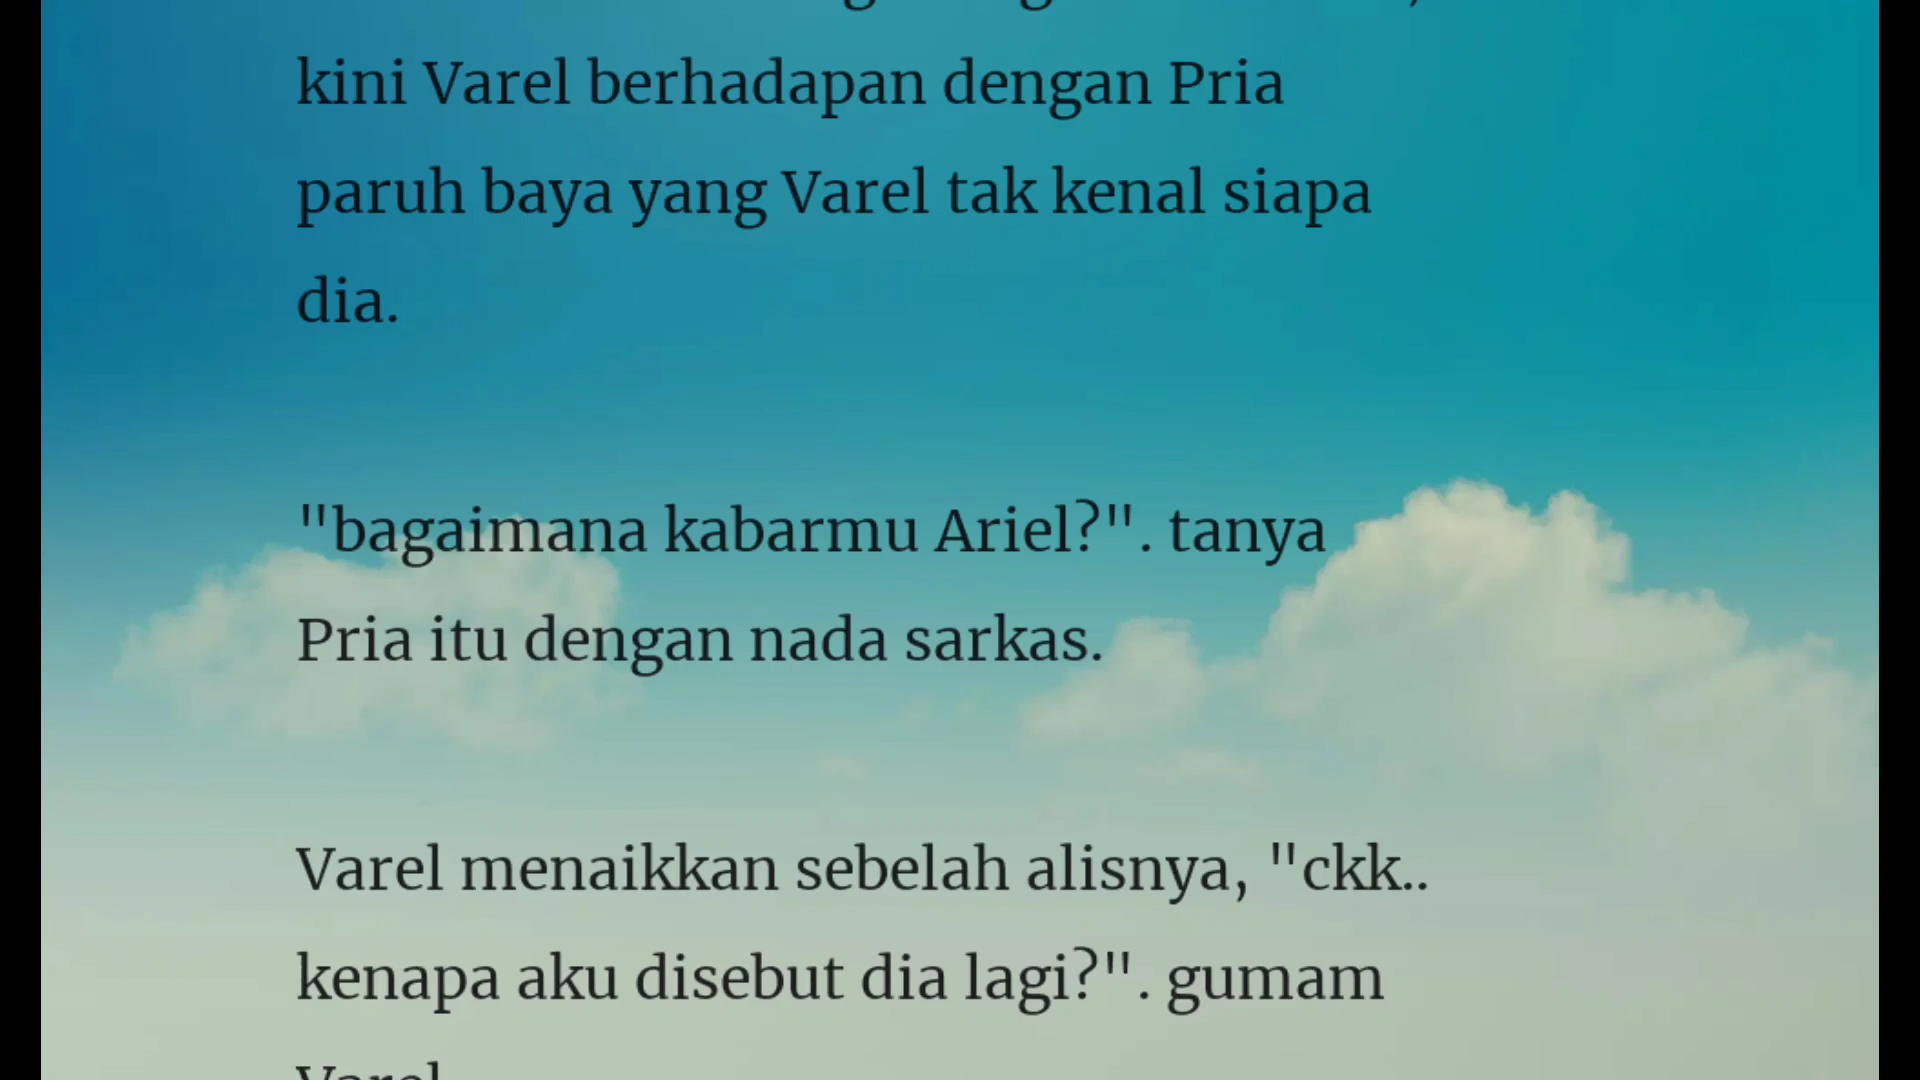 kini Varel berhadapan dengan Pria
paruh baya yang Varel tak kenal siapa
dia.
"bagaimana kabarmu Ariel?". tanya
Pria itu dengan nada sarkas.
Varel menaikkan sebelah alisnya, "ckk..
kenapa aku disebut dia lagi?". gumam
Varel